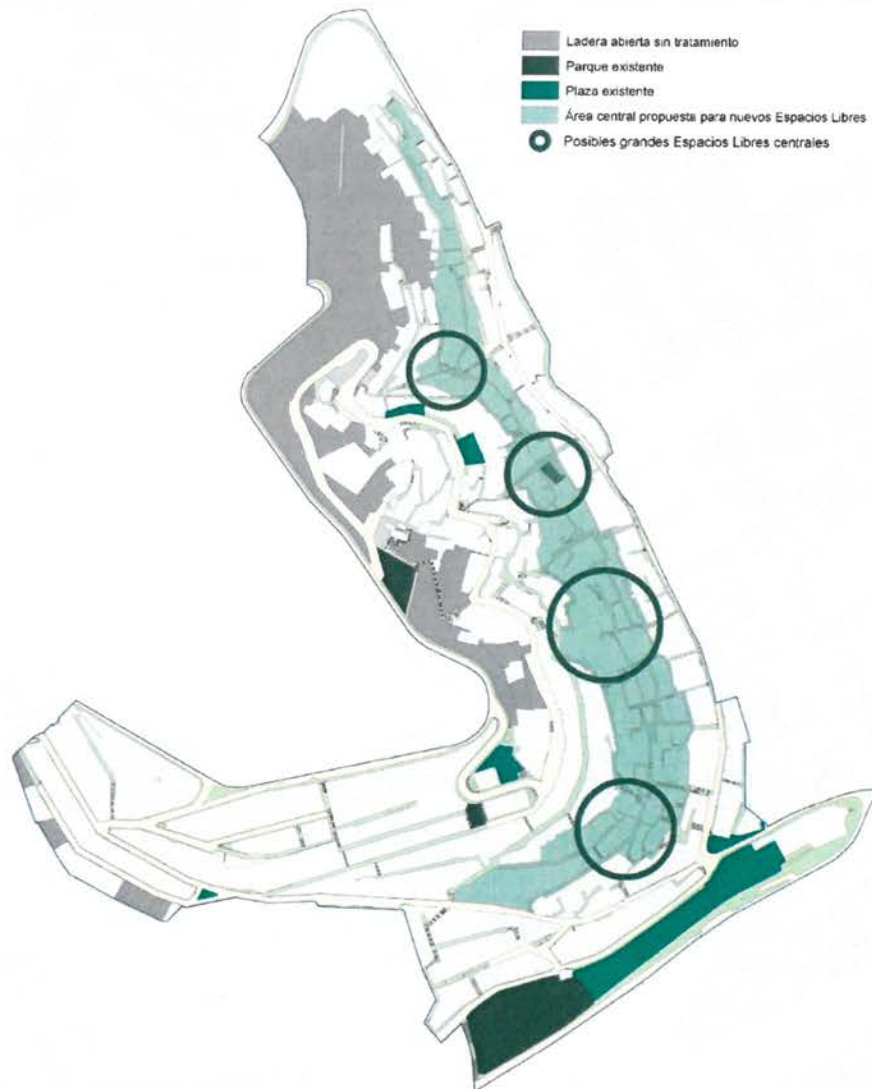 Ladera abierta sin tratamiento
Parque existente
Plaza existente
Área central propuesta para nuevos Espacios Libres
Posibles grandes Espacios Libres centrales